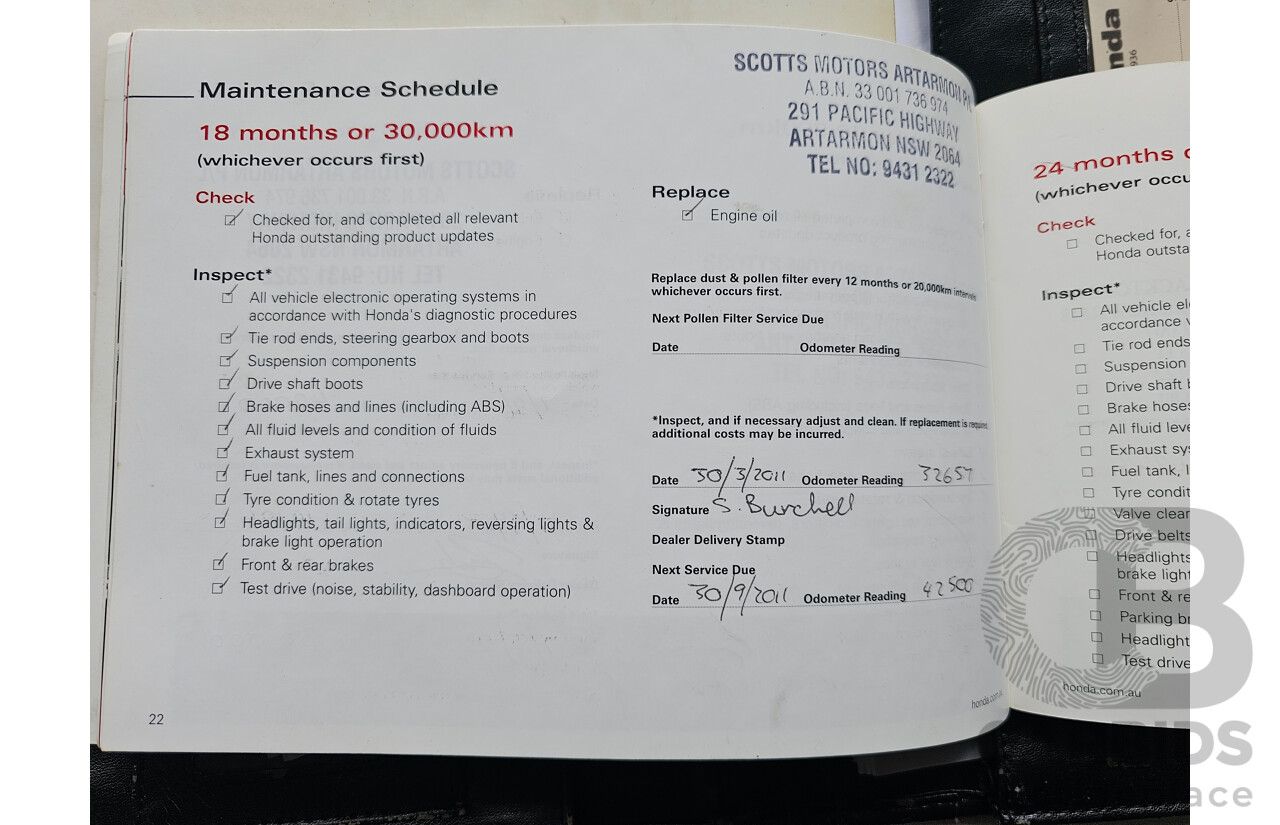 Maintenance Schedule
18 months or 30,000km
(whichever occurs first)
Check
Checked for, and completed all relevant
Honda outstanding product updates
Inspect*
All vehicle electronic operating systems in
accordance with Honda's diagnostic procedures
Tie rod ends, steering gearbox and boots
Suspension components
Drive shaft boots
Brake hoses and lines (including ABS)
All fluid levels and condition of fluids
Exhaust system
Fuel tank, lines and connections
Tyre condition & rotate tyres
Headlights, tail lights, indicators, reversing lights &
brake light operation
Front & rear brakes
Test drive (noise, stability, dashboard operation)
22
SCOTTS MOTORS ARTARMON
A.B.N. 33 001 736 974
291 PACIFIC HIGHWAY
ARTARMON NSW 2064
TEL NO: 9431 2322
Replace
Engine oil
Replace dust & pollen filter every 12 months or 20,000km intervals
whichever occurs first.
Next Pollen Filter Service Due
Date Odometer Reading
*Inspect, and if necessary adjust and clean. If replacement is required
additional costs may be incurred.
Date 30/3/2011 Odometer Reading 32657
Signature S. Burchell
Dealer Delivery Stamp
Next Service Due
Date 30/9/2011 Odometer Reading 42500
honda.com.au
24 months
(whichever occu
Check
Checked for,
Honda outsta
Inspect*
All vehicle el
accordance
Tie rod ends
Suspension
Drive shaft
Brake hoses
All fluid leve
Exhaust sy
Fuel tank,
Tyre condit
Valve clear
Drive belts
Headlights
brake light
Front & re
Parking br
Headlight
Test drive
honda.com.au
nda
936